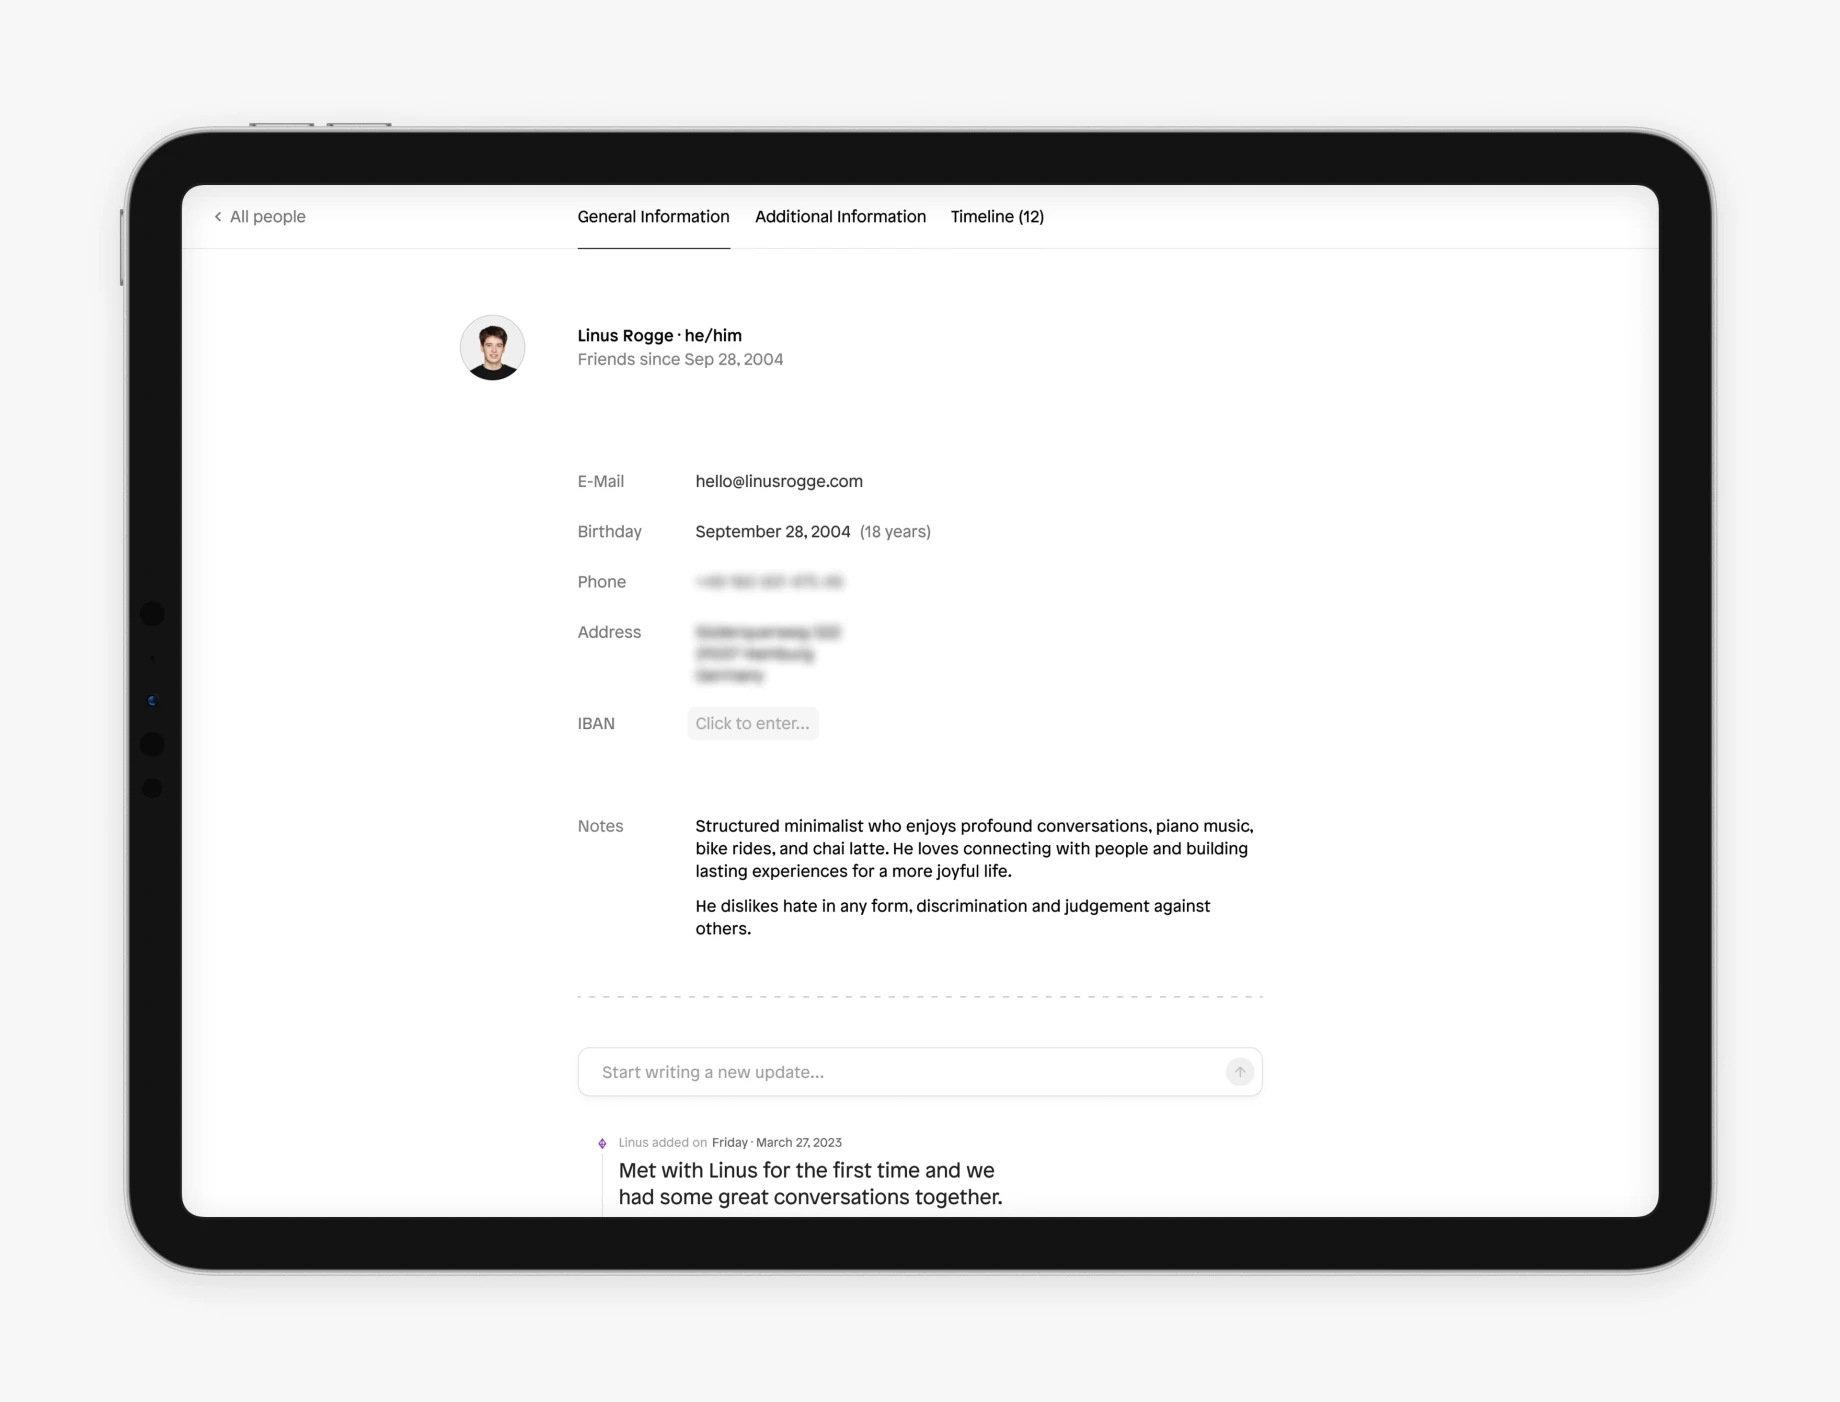 All people
General Information
Additional Information
Timeline (12)
Linus Rogge · he/him
Friends since Sep 28, 2004
E-Mail
hello@linusrogge.com
Birthday
September 28, 2004 (18 years)
Phone
Address
IBAN
Click to enter...
Notes
Structured minimalist who enjoys profound conversations, piano music,
bike rides, and chai latte. He loves connecting with people and building
lasting experiences for a more joyful life.
He dislikes hate in any form, discrimination and judgement against
others.
Start writing a new update...
Linus added on Friday · March 27, 2023
Met with Linus for the first time and we
had some great conversations together.